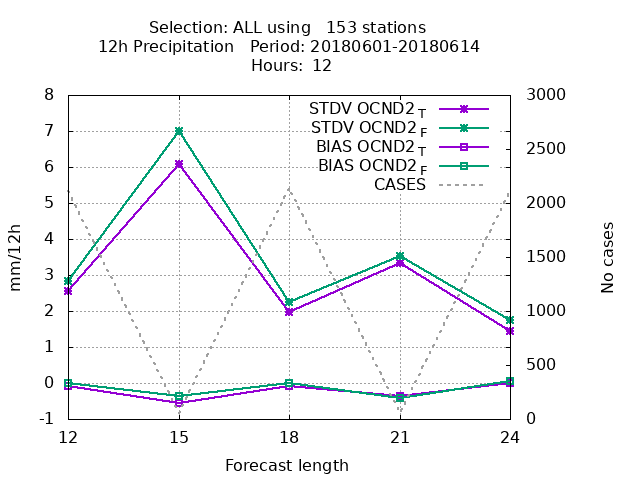 Selection: ALL using   153 stations
12h Precipitation   Period: 20180601-20180614
Hours:  12
STDV OCND2 T
STDV OCND2 F
BIAS OCND2 T
BIAS OCND2 F
CASES
mm/12h
8
7
6
5
4
3
2
1
0
-1
3000
2500
2000
1500
1000
500
0
No cases
12 15 18 21 24
Forecast length